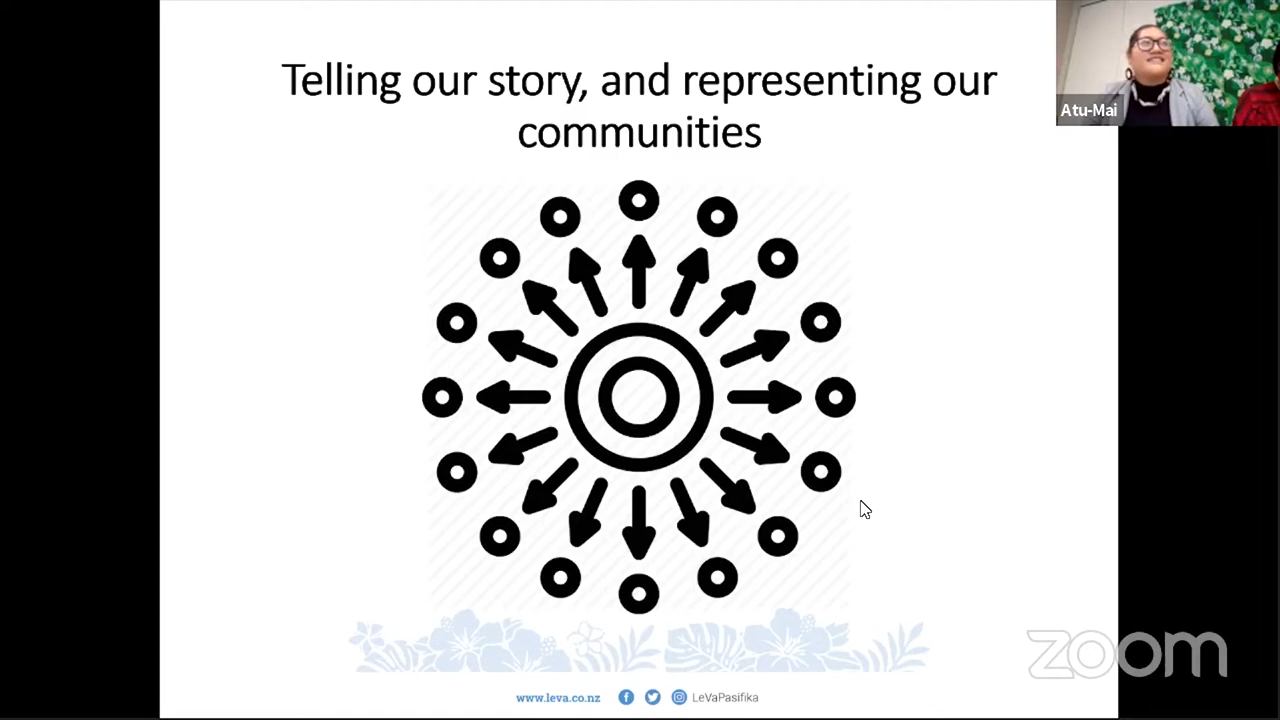 Telling our story, and representing our
communities
Atu-Mai
zoom
www.leva.co.nz LeVaPasifika